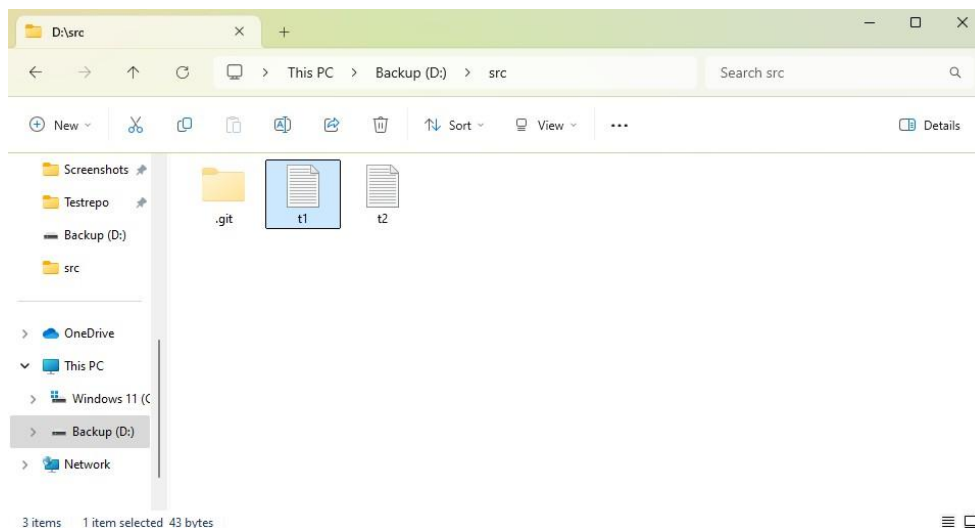 D:\src
This PC > Backup (D:) > src
Search src
New
Sort
View
Details
Screenshots
Testrepo
Backup (D:)
src
OneDrive
This PC
Windows 11 (C
Backup (D:)
Network
.git
t1
t2
3 items 1 item selected 43 bytes